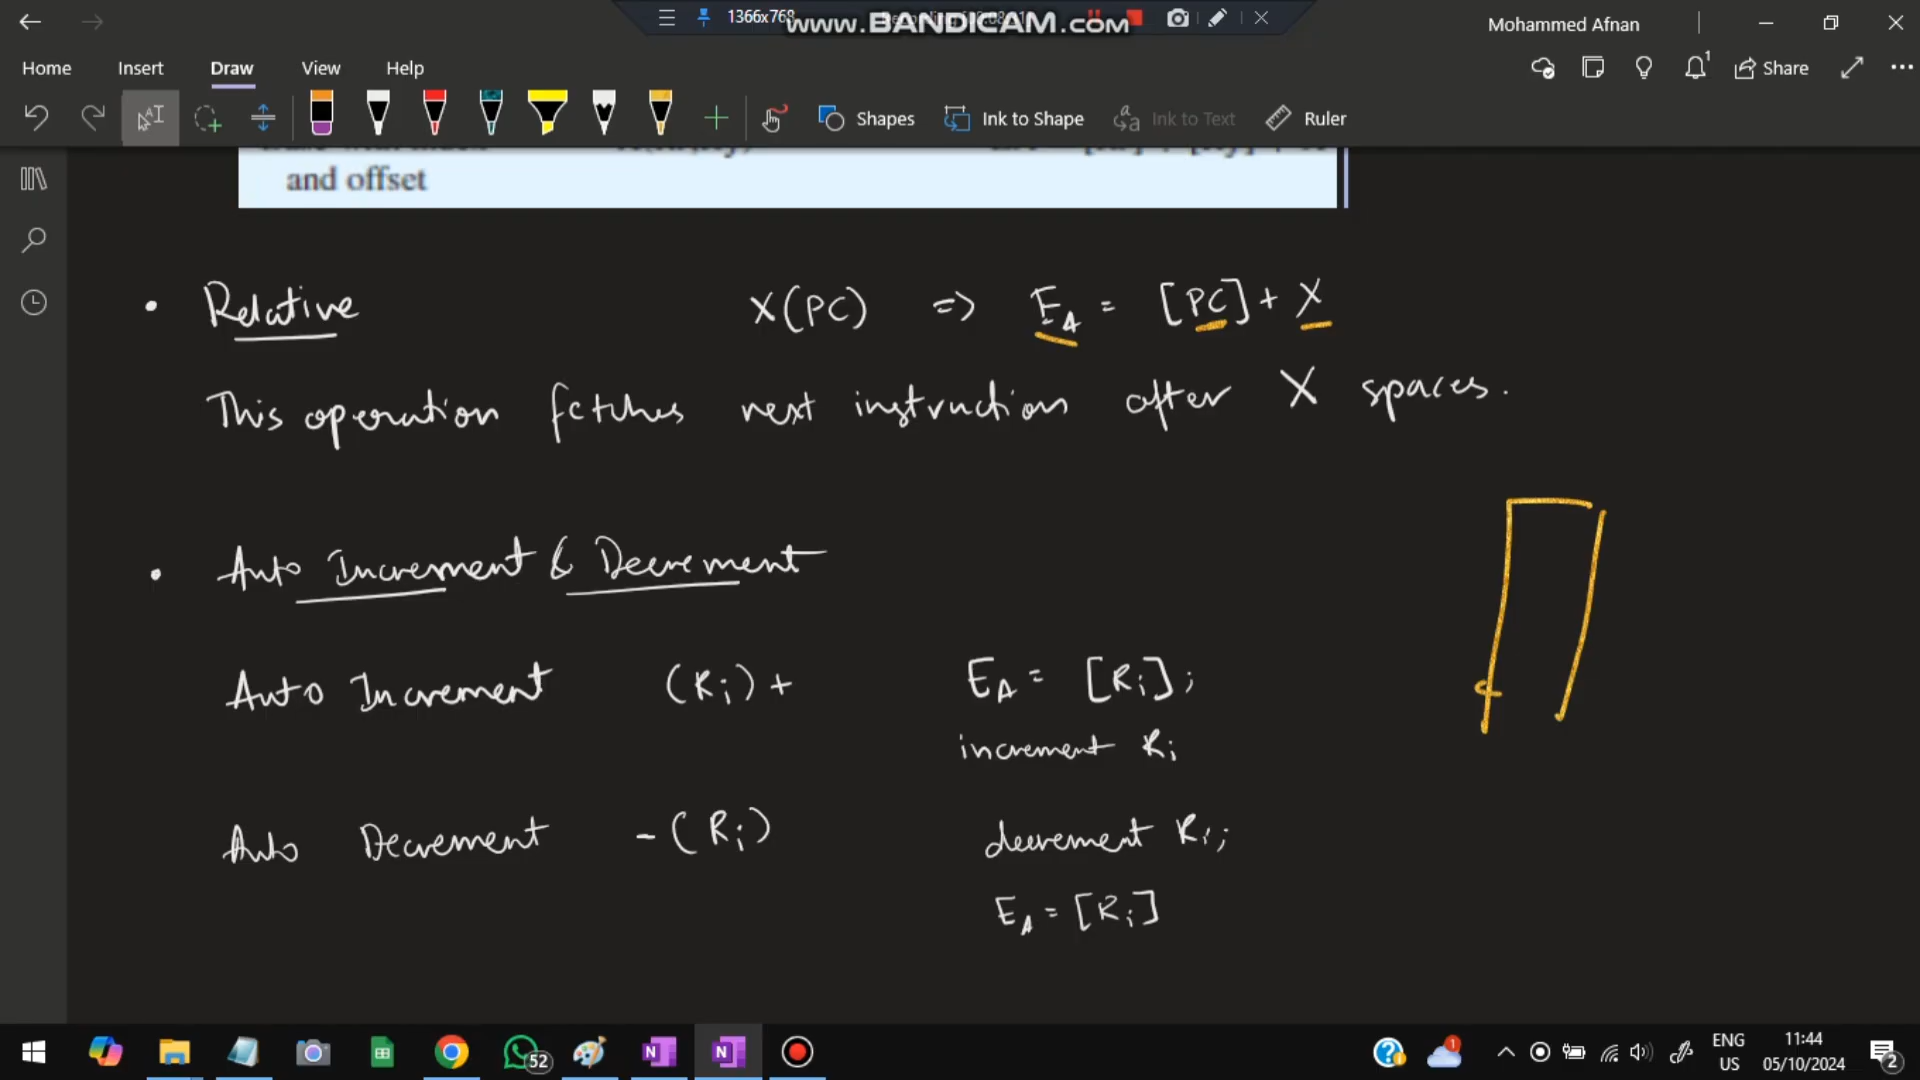 1366x768
www.BANDICAM.com
Mohammed Afnan
Home Insert Draw View Help
Share
Shapes Ink to Shape Ink to Text Ruler
and offset
• Relative X(PC) => EA = [PC] + X
This operation fetches next instruction after X spaces.
• Auto Increment & Decrement
Auto Increment (Ri)+ EA = [Ri];
increment Ri
Auto Decrement -(Ri) decrement Ri;
EA = [Ri]
52
1
ENG
US
11:44
05/10/2024
2